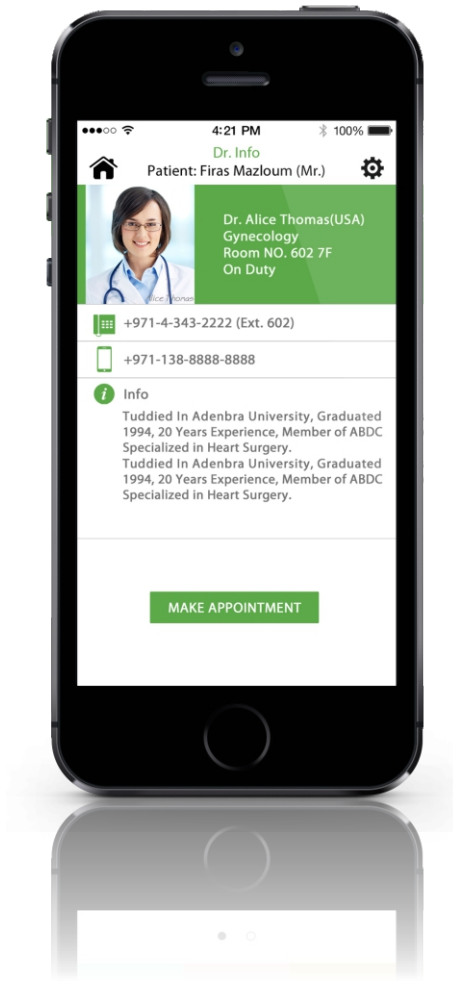 4:21 PM
100%
Dr. Info
Patient: Firas Mazloum (Mr.)
Dr. Alice Thomas(USA)
Gynecology
Room NO. 602 7F
On Duty
Alice Thomas
+971-4-343-2222 (Ext. 602)
+971-138-8888-8888
i Info
Tuddied In Adenbra University, Graduated
1994, 20 Years Experience, Member of ABDC
Specialized in Heart Surgery.
Tuddied In Adenbra University, Graduated
1994, 20 Years Experience, Member of ABDC
Specialized in Heart Surgery.
MAKE APPOINTMENT